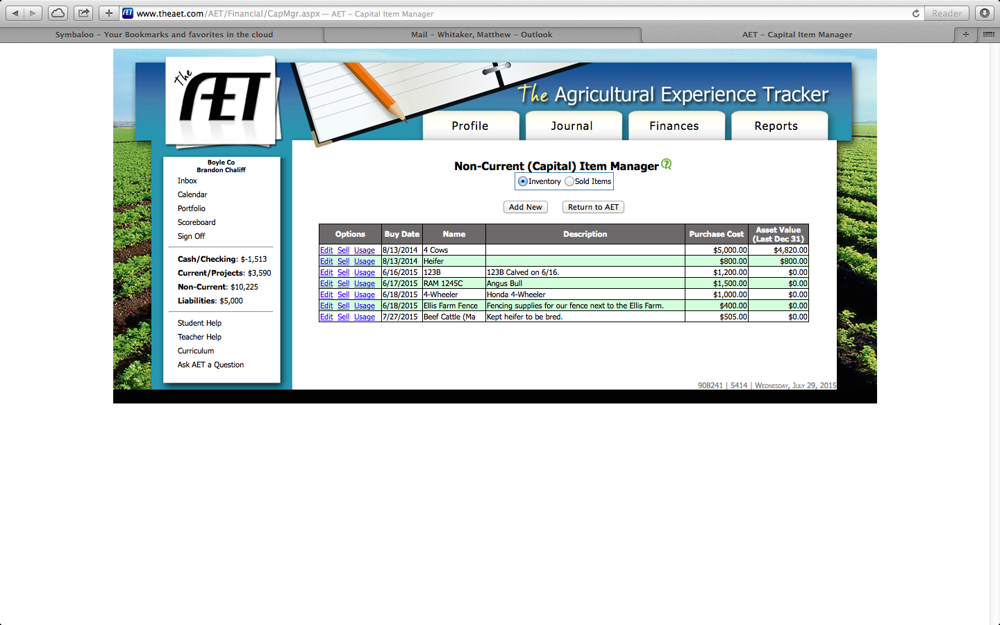 www.theaet.com/AET/Financial/CapMgr.aspx — AET - Capital Item Manager
Reader
Symbaloo - Your Bookmarks and favorites in the cloud
Mail - Whitaker, Matthew - Outlook
AET - Capital Item Manager
The AET
The Agricultural Experience Tracker
Profile Journal Finances Reports
Boyle Co
Brandon Chaliff
Inbox
Calendar
Portfolio
Scoreboard
Sign Off
Cash/Checking: $-1,513
Current/Projects: $3,590
Non-Current: $10,225
Liabilities: $5,000
Student Help
Teacher Help
Curriculum
Ask AET a Question
Non-Current (Capital) Item Manager
Inventory Sold Items
Add New Return to AET
Options Buy Date Name Description Purchase Cost Asset Value (Last Dec 31)
Edit Sell Usage 8/13/2014 4 Cows $5,000.00 $4,820.00
Edit Sell Usage 8/13/2014 Heifer $800.00 $800.00
Edit Sell Usage 6/16/2015 123B 123B Calved on 6/16. $1,200.00 $0.00
Edit Sell Usage 6/17/2015 RAM 1245C Angus Bull $1,500.00 $0.00
Edit Sell Usage 6/18/2015 4-Wheeler Honda 4-Wheeler $1,000.00 $0.00
Edit Sell Usage 6/18/2015 Ellis Farm Fence Fencing supplies for our fence next to the Ellis Farm. $400.00 $0.00
Edit Sell Usage 7/27/2015 Beef Cattle (Ma Kept heifer to be bred. $505.00 $0.00
908241 | 5414 | Wednesday, July 29, 2015